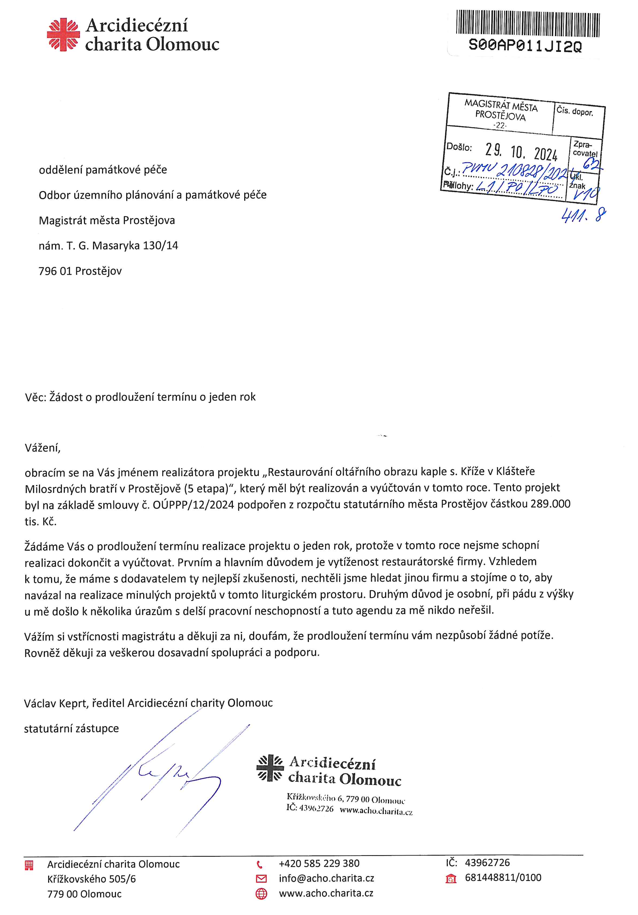 Arcidiecézní
charita Olomouc
S00AP011JI2Q
MAGISTRÁT MĚSTA
PROSTĚJOVA
-22-
Čís. dopor.
Došlo: 29. 10. 2024
Zpra-
covatel
62
Č.j.: PVMU 210828/2024
Ukl.
znak
V10
Přílohy:
411. 8
oddělení památkové péče
Odbor územního plánování a památkové péče
Magistrát města Prostějova
nám. T. G. Masaryka 130/14
796 01 Prostějov
Věc: Žádost o prodloužení termínu o jeden rok
Vážení,
obracím se na Vás jménem realizátora projektu „Restaurování oltářního obrazu kaple s. Kříže v Klášteře
Milosrdných bratří v Prostějově (5 etapa)“, který měl být realizován a vyúčtován v tomto roce. Tento projekt
byl na základě smlouvy č. OÚPPP/12/2024 podpořen z rozpočtu statutárního města Prostějov částkou 289.000
tis. Kč.
Žádáme Vás o prodloužení termínu realizace projektu o jeden rok, protože v tomto roce nejsme schopni
realizaci dokončit a vyúčtovat. Prvním a hlavním důvodem je vytíženost restaurátorské firmy. Vzhledem
k tomu, že máme s dodavatelem ty nejlepší zkušenosti, nechtěli jsme hledat jinou firmu a stojíme o to, aby
navázal na realizace minulých projektů v tomto liturgickém prostoru. Druhým důvod je osobní, při pádu z výšky
u mě došlo k několika úrazům s delší pracovní neschopností a tuto agendu za mě nikdo neřešil.
Vážím si vstřícnosti magistrátu a děkuji za ni, doufám, že prodloužení termínu vám nezpůsobí žádné potíže.
Rovněž děkuji za veškerou dosavadní spolupráci a podporu.
Václav Keprt, ředitel Arcidiecézní charity Olomouc
statutární zástupce
Arcidiecézní
charita Olomouc
Křížkovského 6, 779 00 Olomouc
IČ: 43962726 www.acho.charita.cz
Arcidiecézní charita Olomouc
Křížkovského 505/6
779 00 Olomouc
+420 585 229 380
info@acho.charita.cz
www.acho.charita.cz
IČ: 43962726
681448811/0100